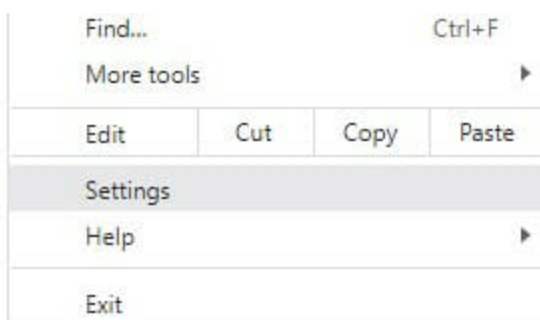 Find... Ctrl+F
More tools
Edit Cut Copy Paste
Settings
Help
Exit